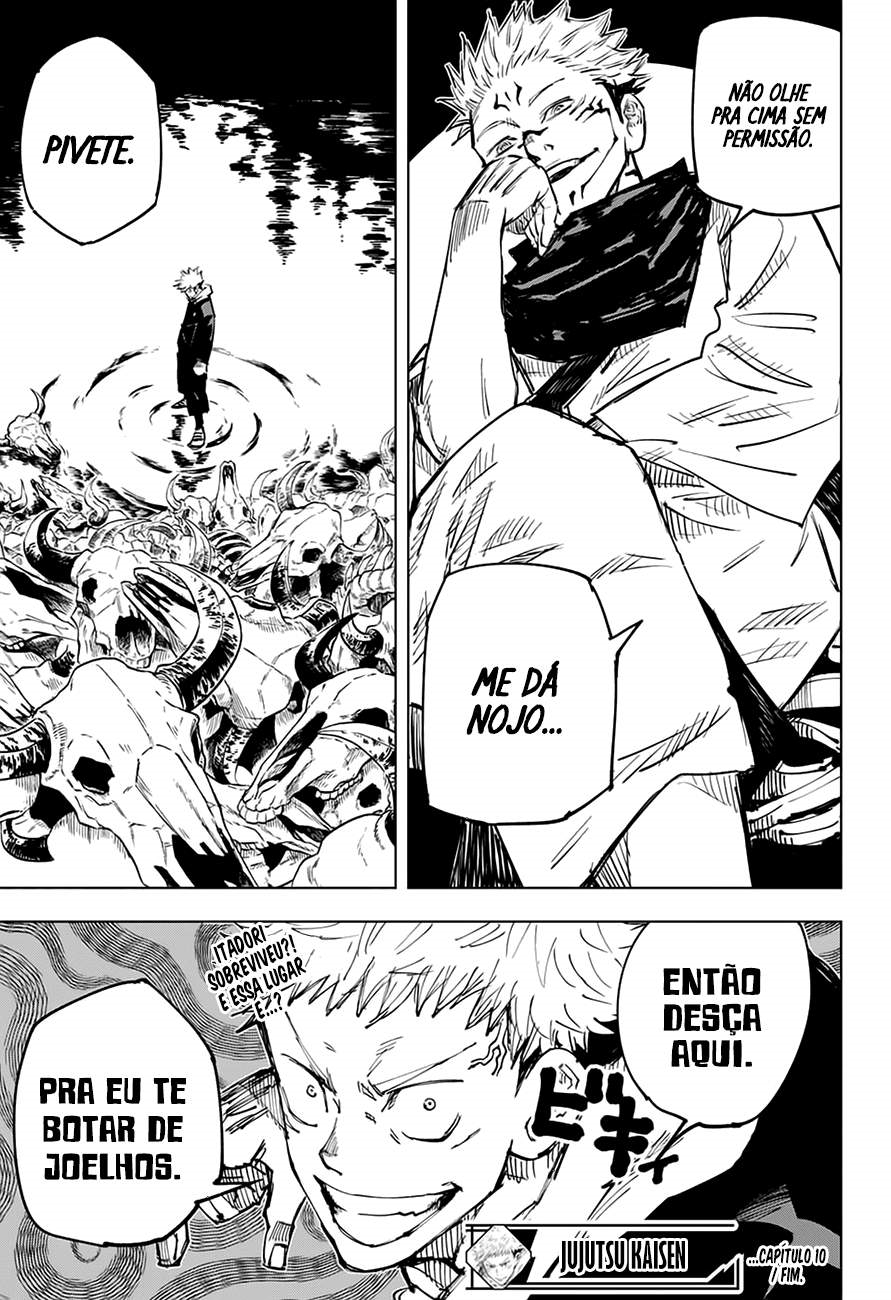 NÃO OLHE
PRA CIMA SEM
PERMISSÃO.
ME DÁ
NOJO...
PIVETE.
ENTÃO
DESÇA
AQUI.
ビキィ
ITADORI
SOBREVIVEU?!
E ESSA LUGAR
E...?
PRA EU TE
BOTAR DE
JOELHOS.
JUJUTSU KAISEN
...CAPÍTULO 10
/ FIM.